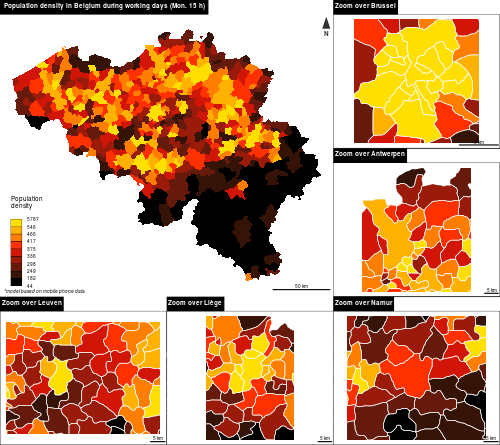 Population density in Belgium during working days (Mon. 15 h)
N
Population
density
5787
546
466
417
375
336
298
249
182
44
*model based on mobile phone data
50 km
Zoom over Brussel
Zoom over Antwerpen
5 km
Zoom over Leuven
5 km
Zoom over Liège
5 km
Zoom over Namur
5 km